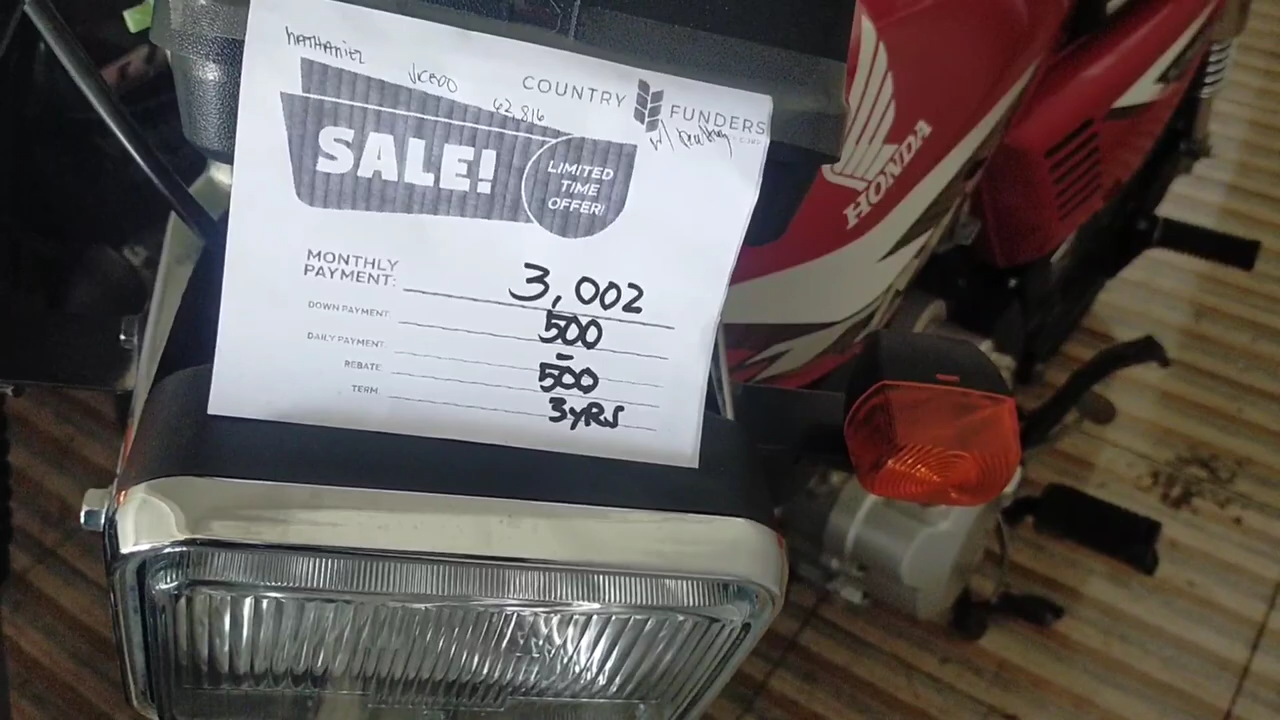 NATHANIEL
COUNTRY
FUNDERS
62,816
SALE!
LIMITED
TIME
OFFER!
MONTHLY
PAYMENT: 3,002
DOWN PAYMENT: 500
DAILY PAYMENT: -
REBATE: 500
TERM: 3yRS
HONDA